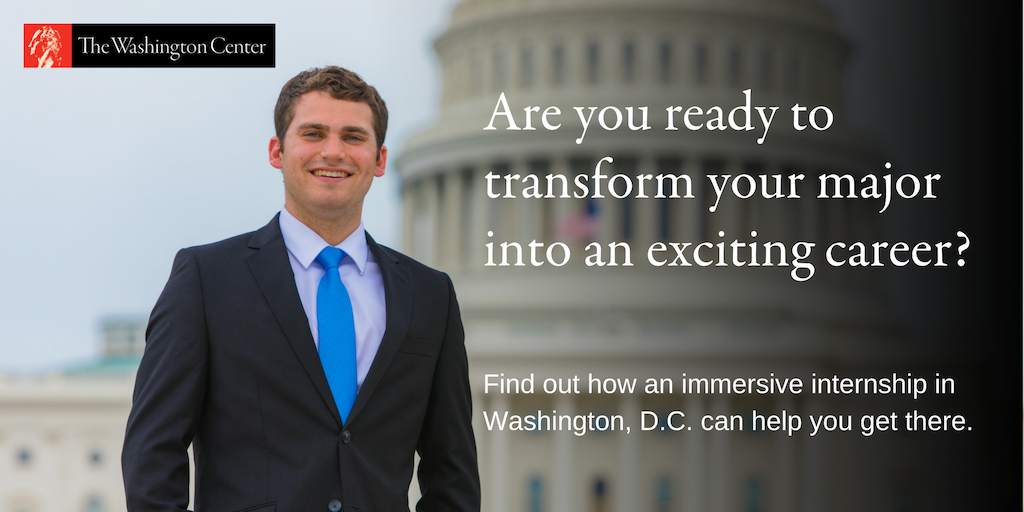 The Washington Center
Are you ready to
transform your major
into an exciting career?
Find out how an immersive internship in
Washington, D.C. can help you get there.